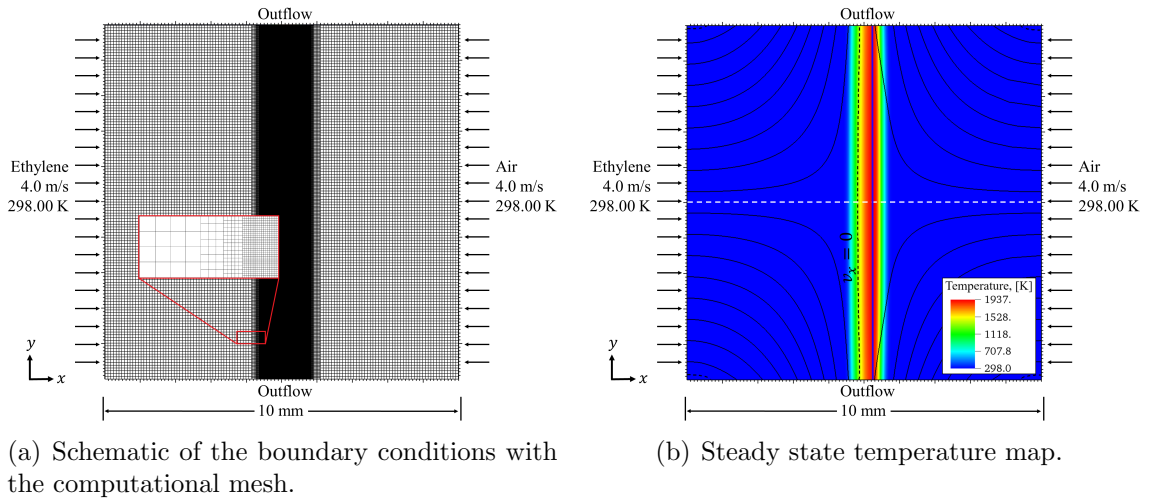 Outflow
Ethylene
4.0 m/s
298.00 K
Air
4.0 m/s
298.00 K
y
x
Outflow
10 mm
(a) Schematic of the boundary conditions with
the computational mesh.
Outflow
Ethylene
4.0 m/s
298.00 K
Air
4.0 m/s
298.00 K
v_x = 0
Temperature, [K]
1937.
1528.
1118.
707.8
298.0
y
x
Outflow
10 mm
(b) Steady state temperature map.